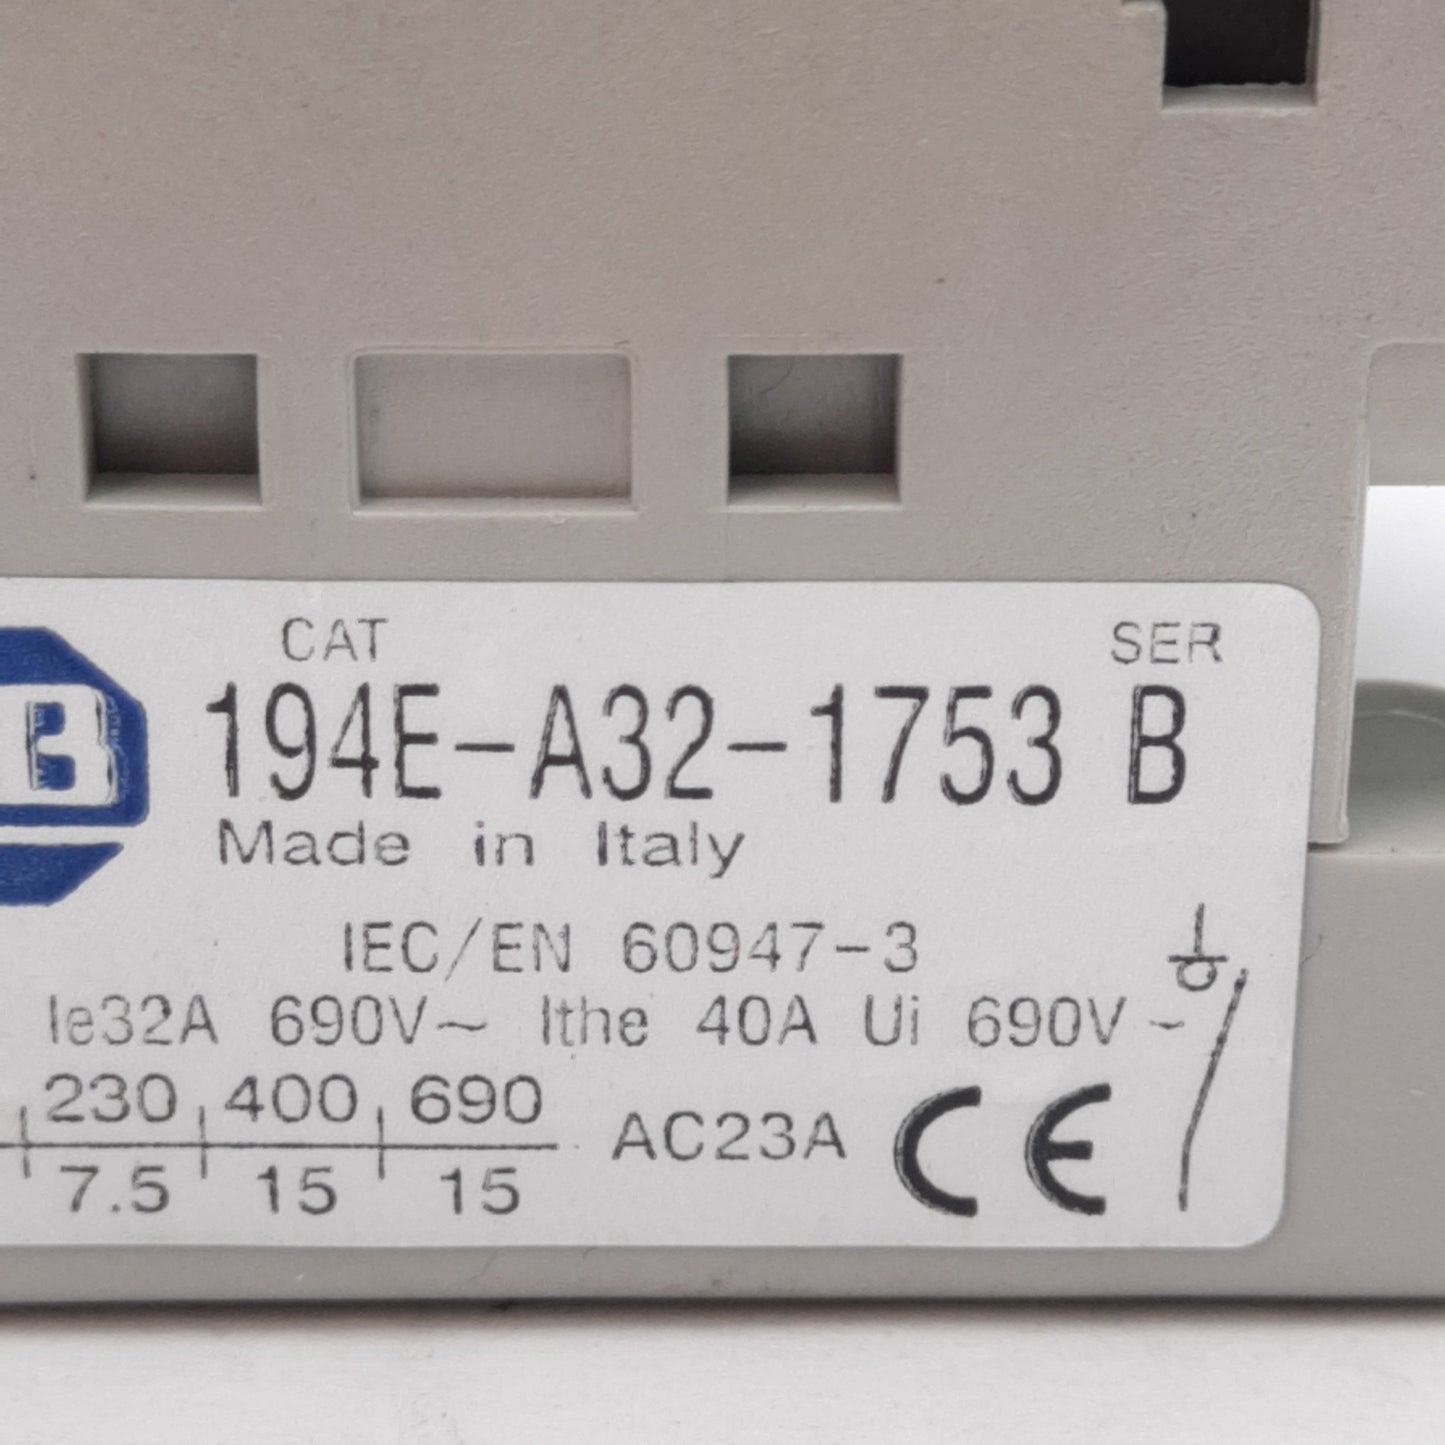 CAT SER
B 194E-A32-1753 B
Made in Italy
IEC/EN 60947-3
Ie32A 690V~ Ithe 40A Ui 690V~
230 400 690
7.5 15 15 AC23A CE